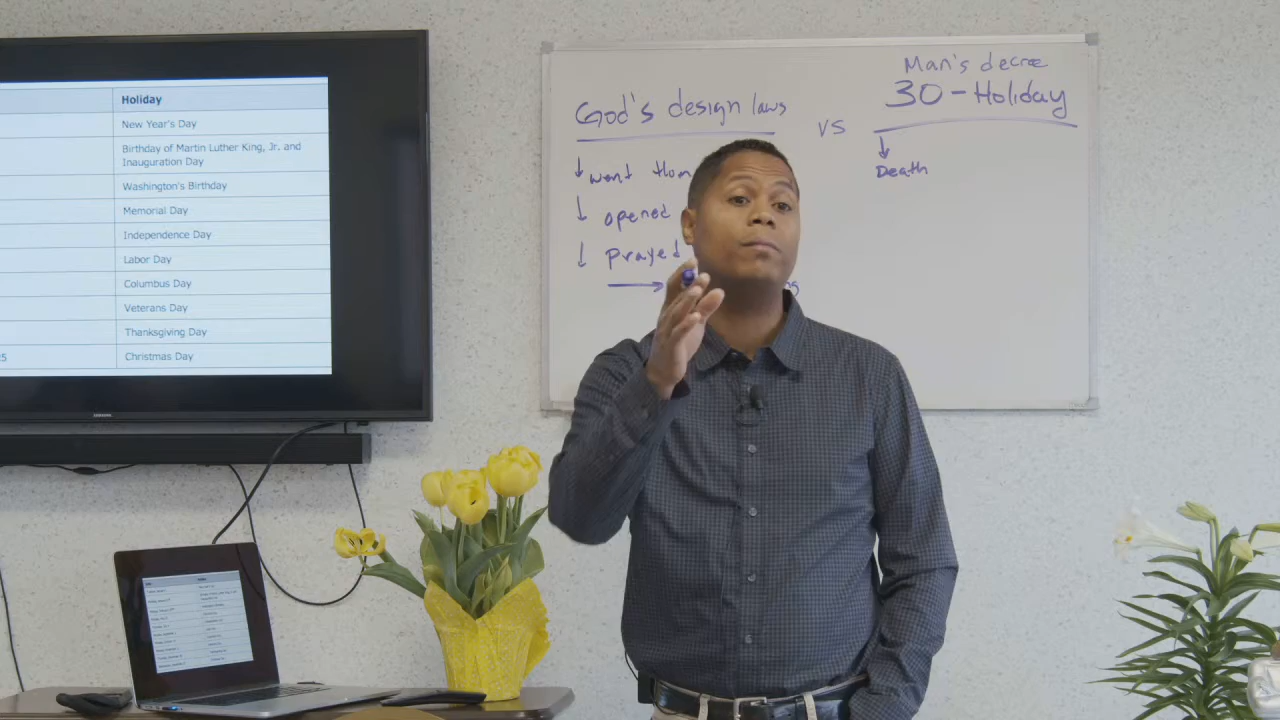 Holiday
New Year's Day
Birthday of Martin Luther King, Jr. and
Inauguration Day
Washington's Birthday
Memorial Day
Independence Day
Labor Day
Columbus Day
Veterans Day
Thanksgiving Day
Christmas Day
SAMSUNG
God's design laws
↓ went
↓ opened
↓ prayed
→
vs
Man's decree
30 - Holiday
↓
Death